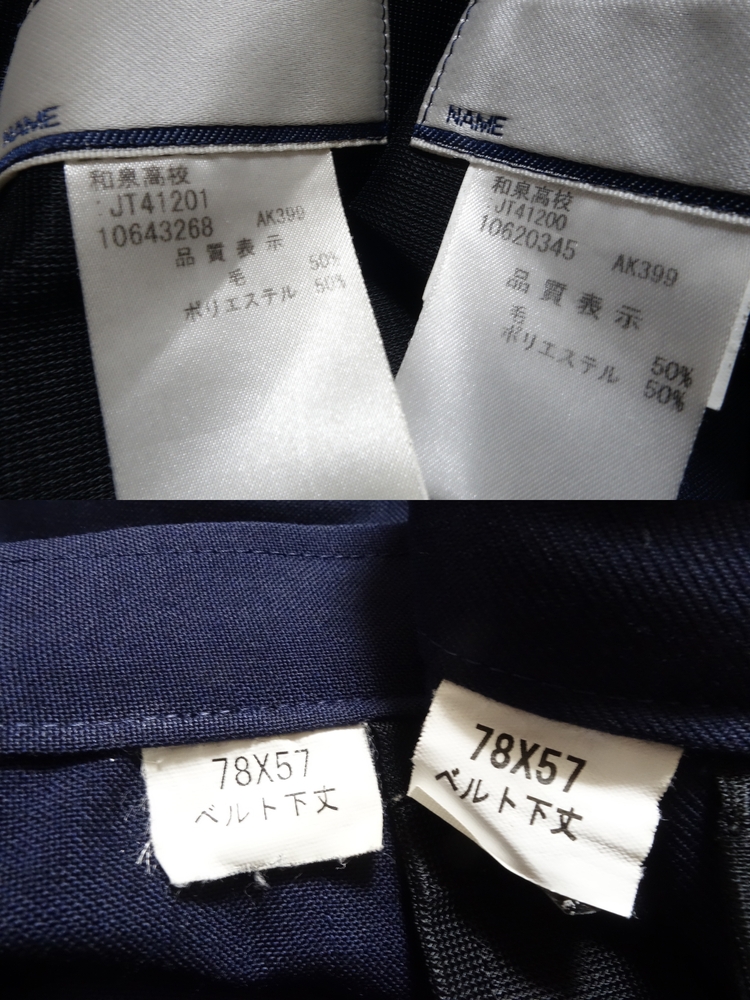 NAME
和泉高校
:JT41201
10643268 AK399
品質表示
毛 50%
ポリエステル 50%
NAME
和泉高校
:JT41200
10620345 AK399
品質表示
毛 50%
ポリエステル 50%
78X57
ベルト下丈
78X57
ベルト下丈